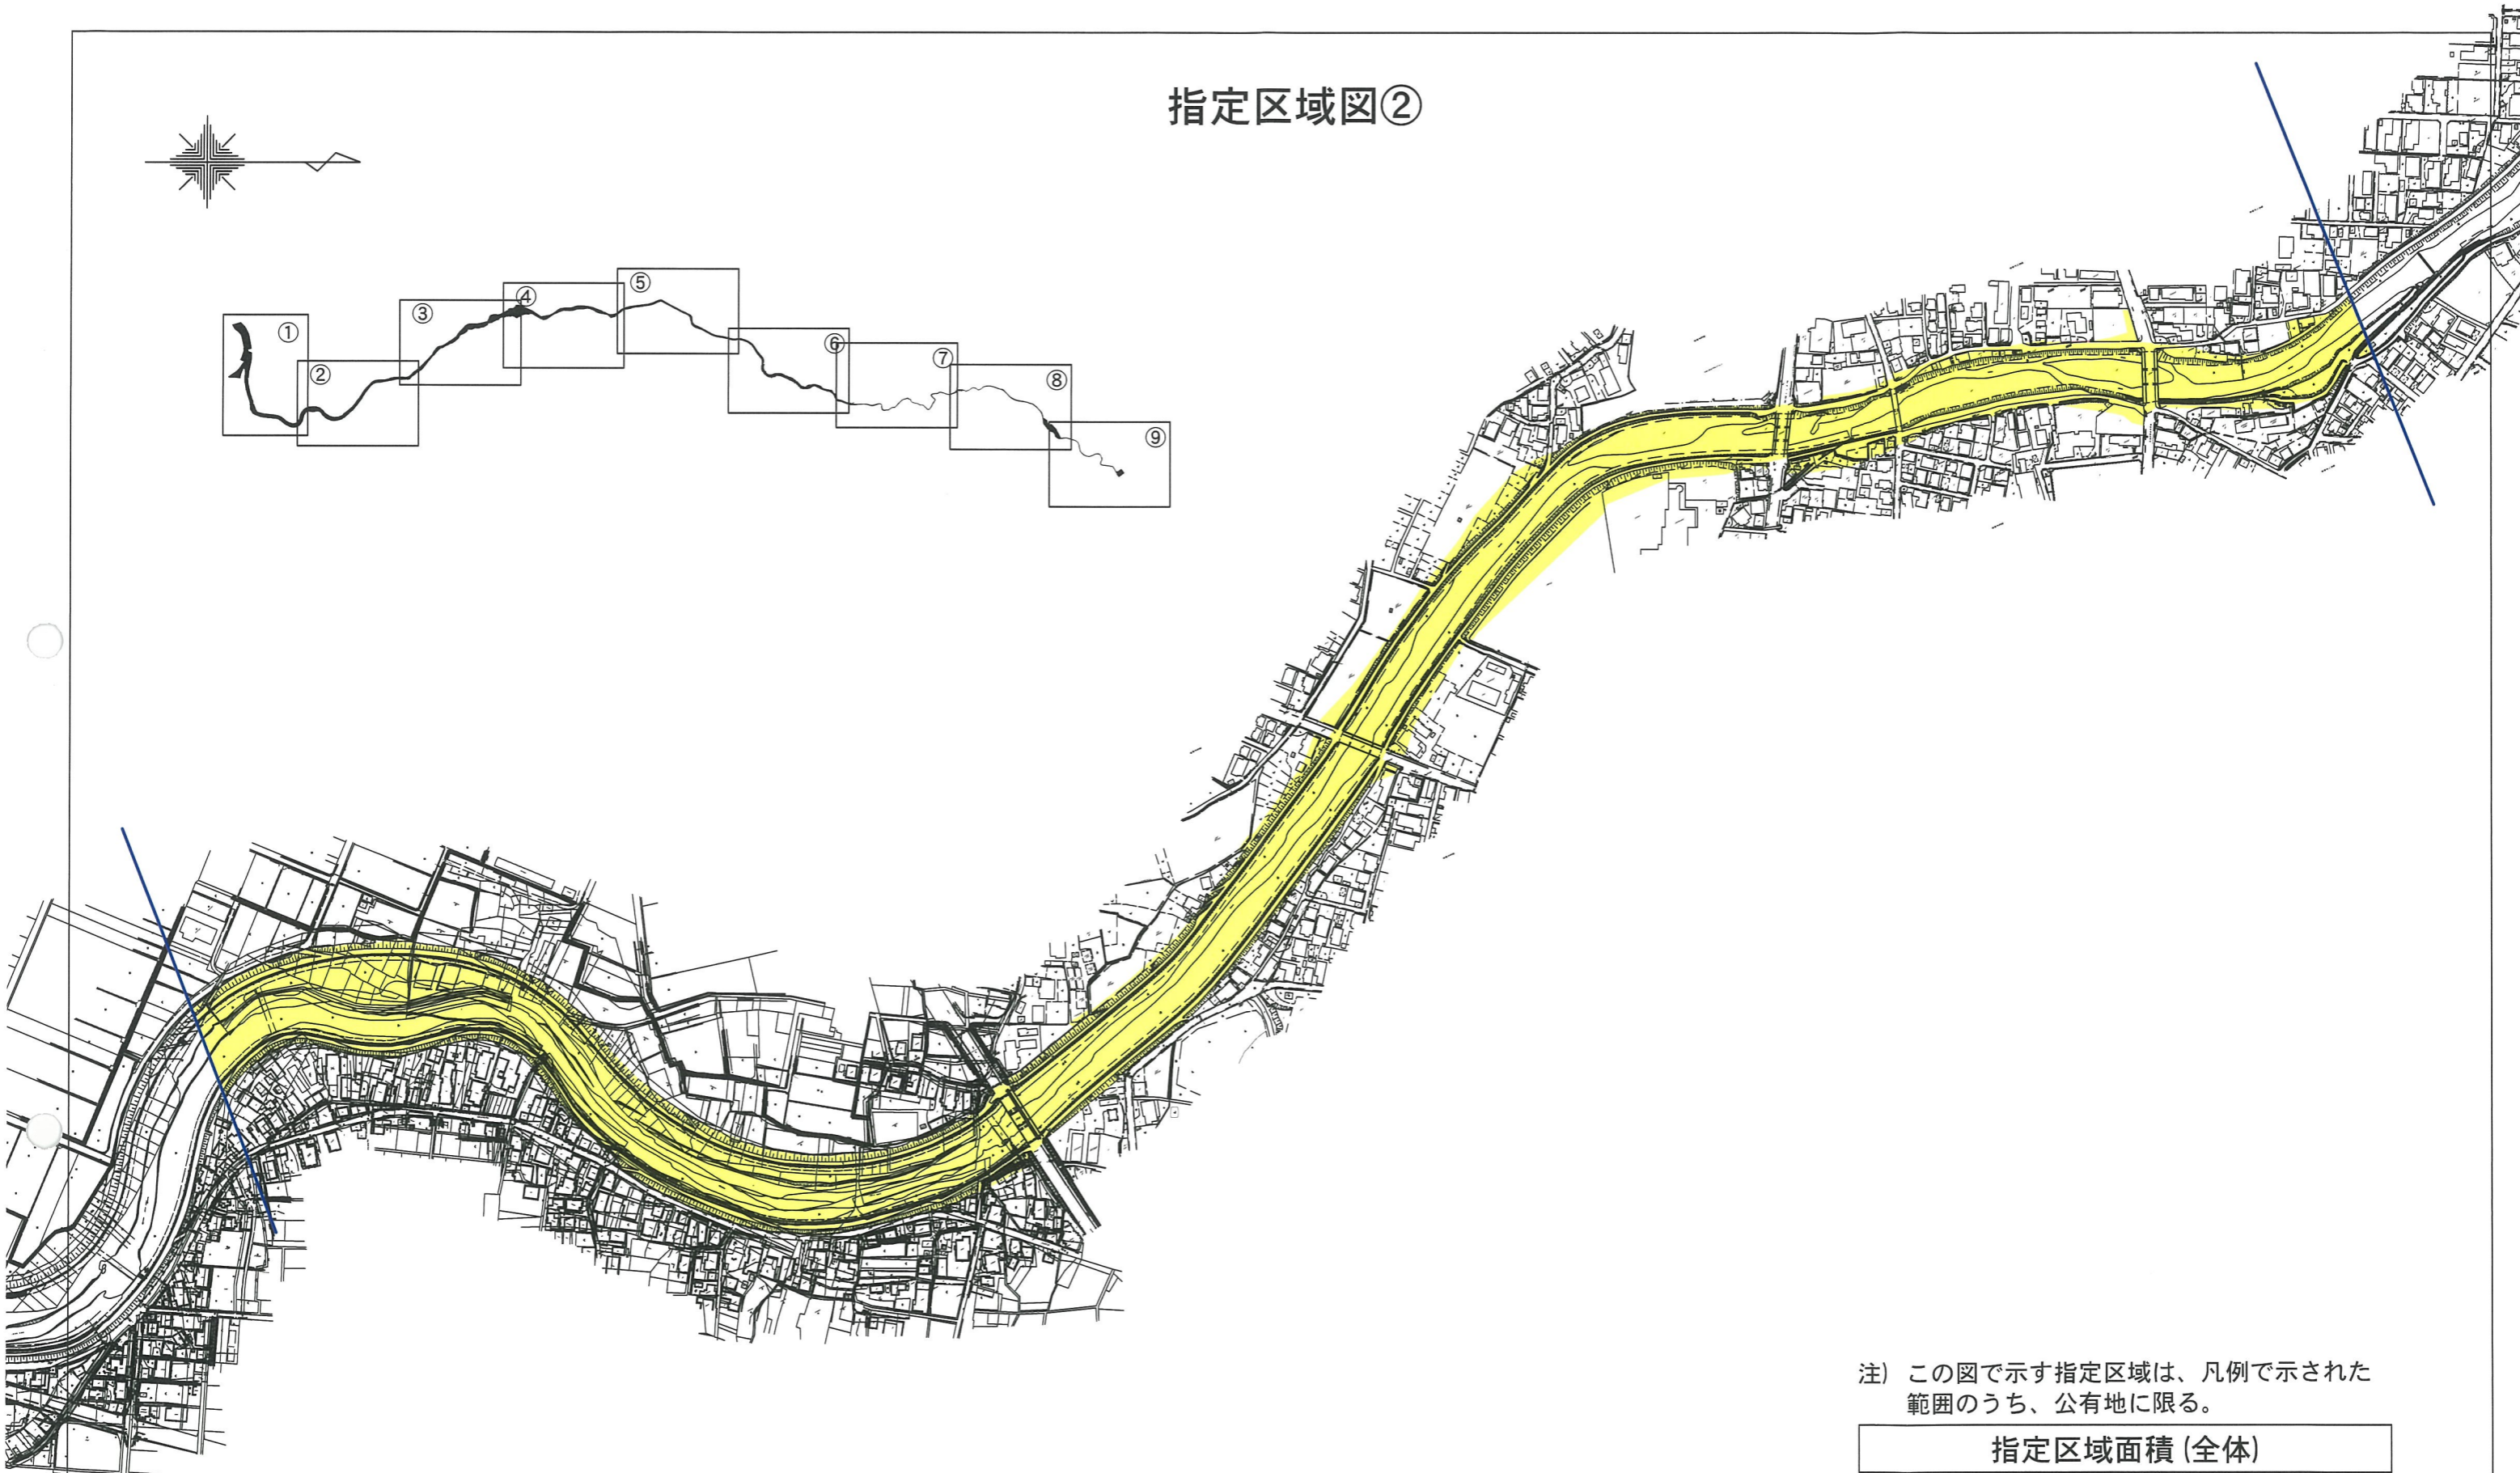 指定区域図②
①
②
③
④
⑤
⑥
⑦
⑧
⑨
注) この図で示す指定区域は、凡例で示された
範囲のうち、公有地に限る。
指定区域面積 (全体)